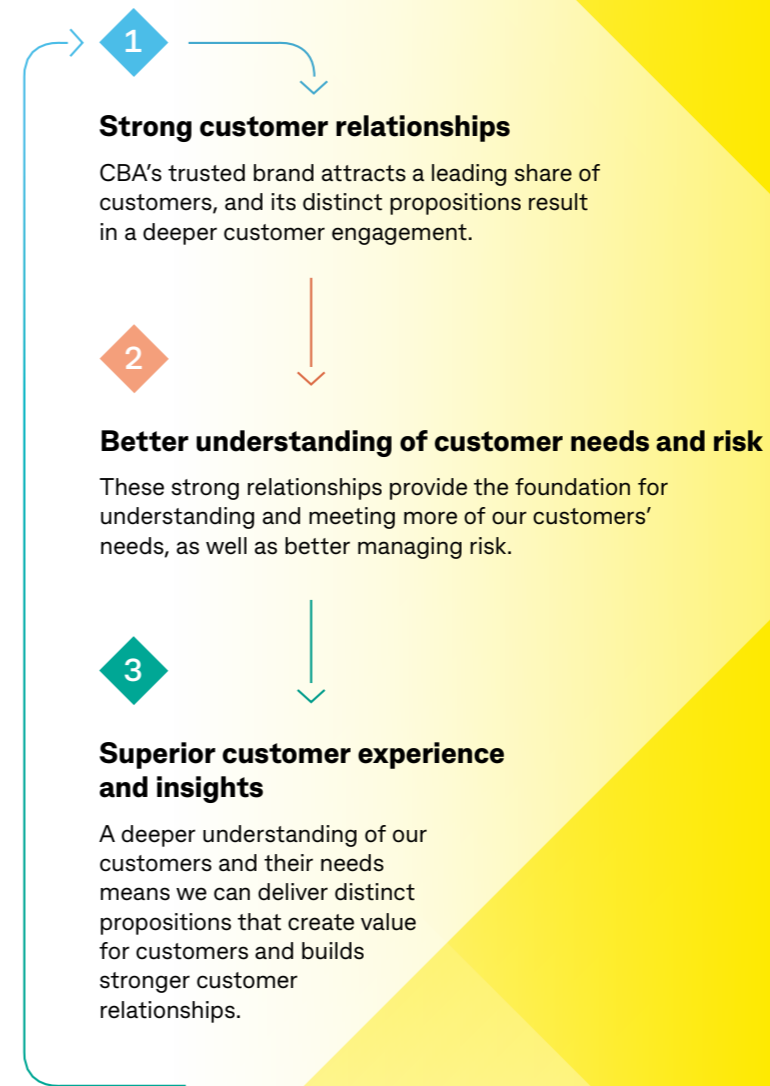 1
Strong customer relationships
CBA’s trusted brand attracts a leading share of
customers, and its distinct propositions result
in a deeper customer engagement.
2
Better understanding of customer needs and risk
These strong relationships provide the foundation for
understanding and meeting more of our customers’
needs, as well as better managing risk.
3
Superior customer experience
and insights
A deeper understanding of our
customers and their needs
means we can deliver distinct
propositions that create value
for customers and builds
stronger customer
relationships.